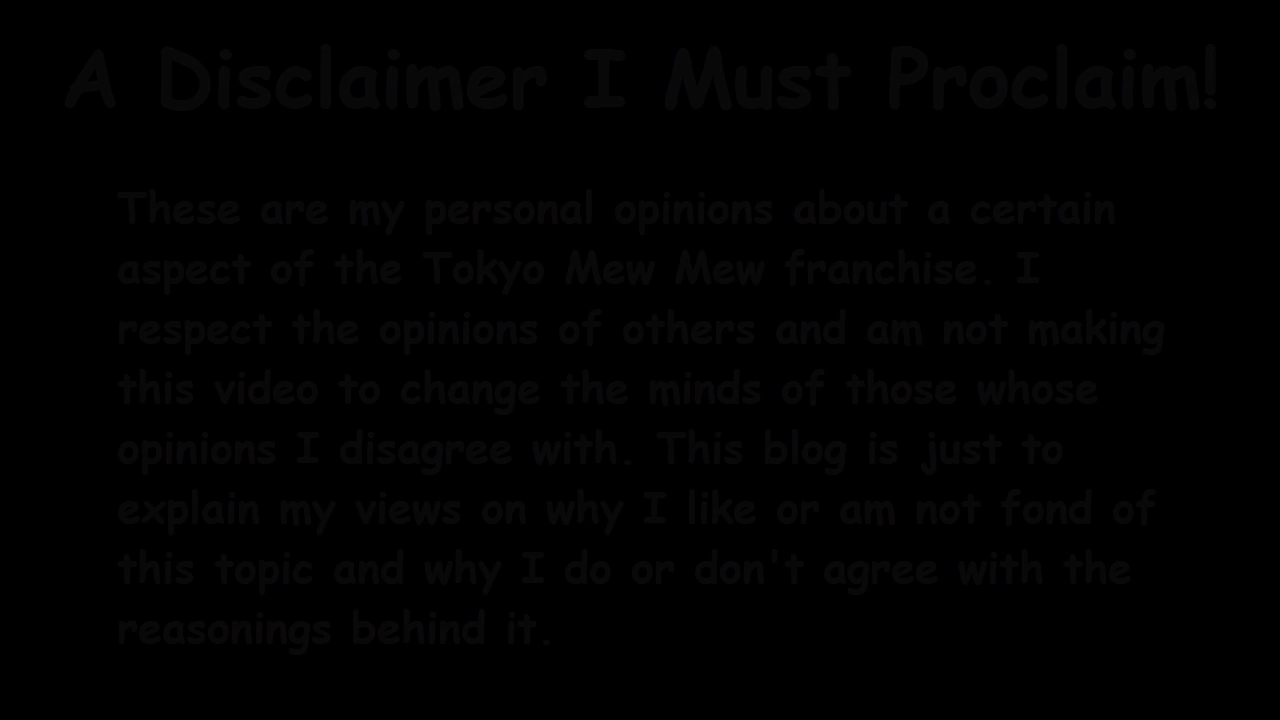 A Disclaimer I Must Proclaim!
These are my personal opinions about a certain
aspect of the Tokyo Mew Mew franchise. I
respect the opinions of others and am not making
this video to change the minds of those whose
opinions I disagree with. This blog is just to
explain my views on why I like or am not fond of
this topic and why I do or don't agree with the
reasonings behind it.